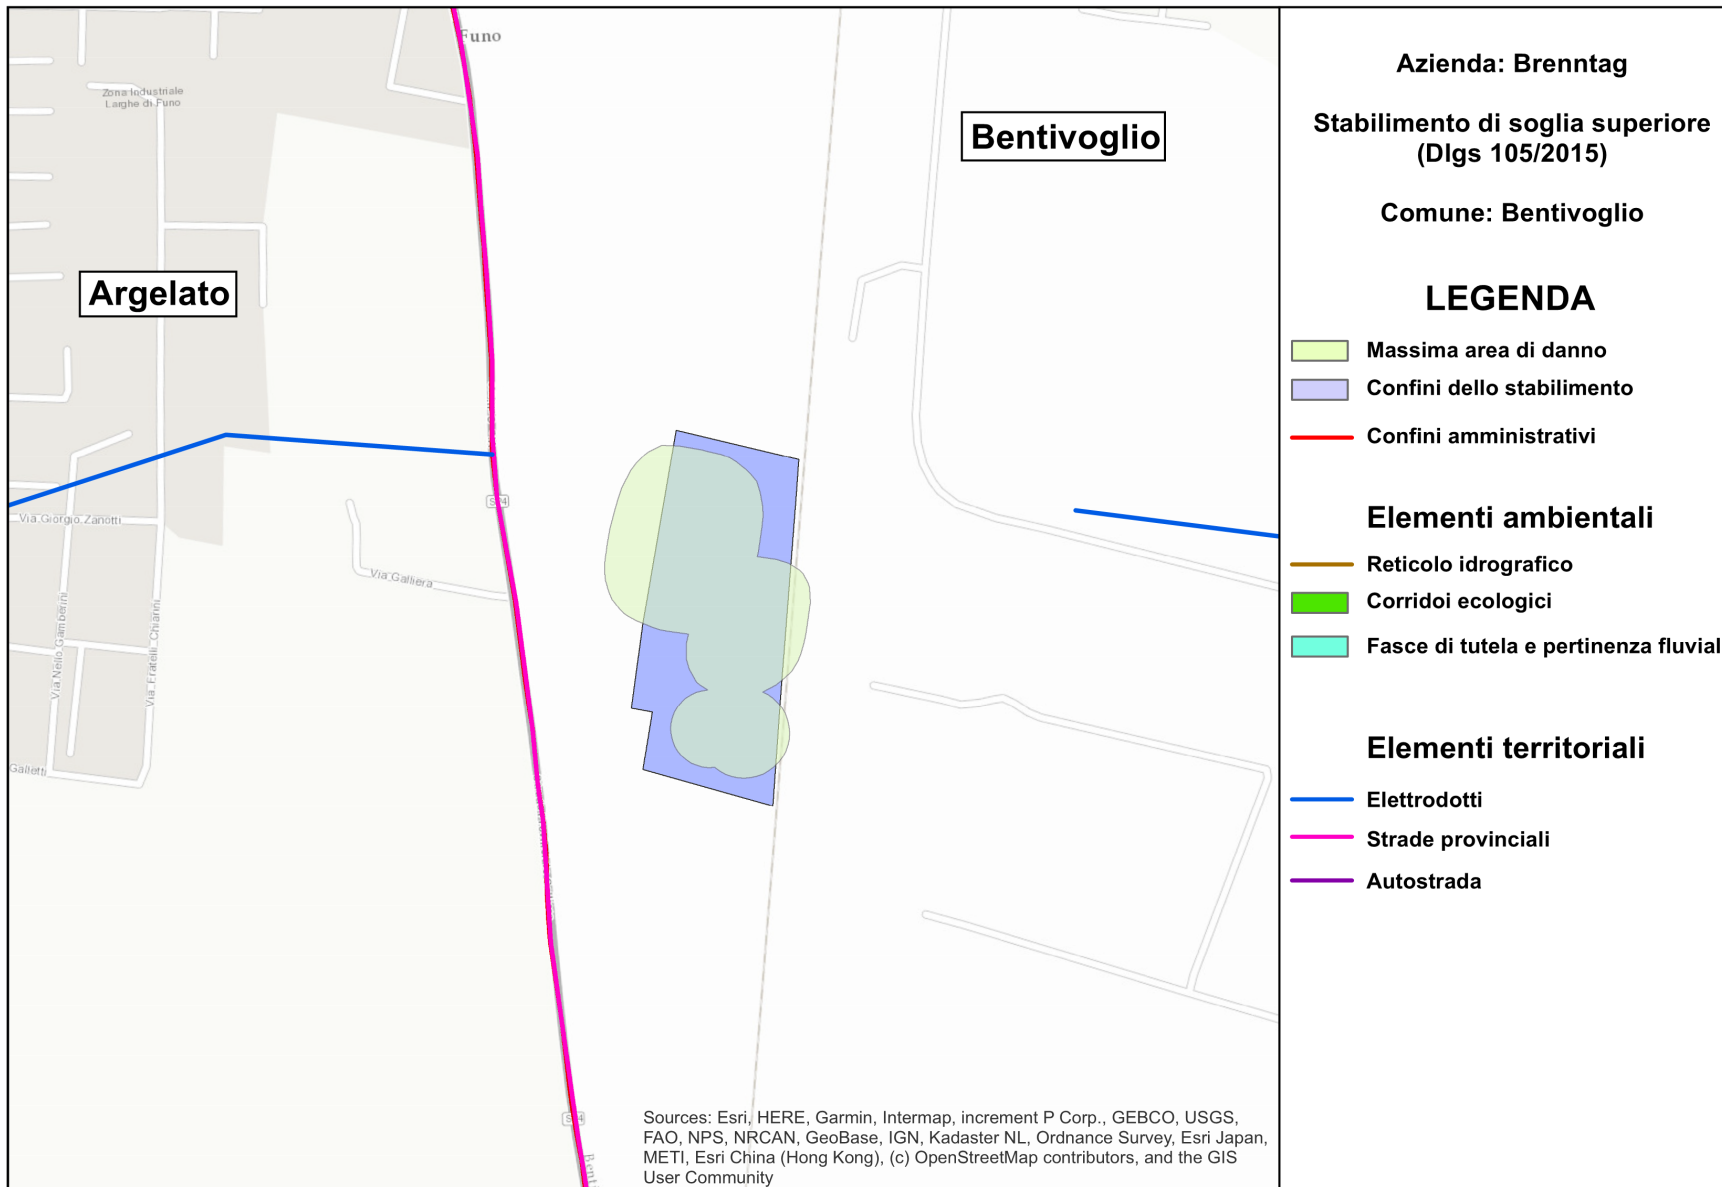 Funo
Zona Industriale
Larghe di Funo
Bentivoglio
Argelato
Via Giorgio Zanotti
Via Galliera
Via Nello Gamberini
Via Fratelli Chiarini
Galletti
Sources: Esri, HERE, Garmin, Intermap, increment P Corp., GEBCO, USGS,
FAO, NPS, NRCAN, GeoBase, IGN, Kadaster NL, Ordnance Survey, Esri Japan,
METI, Esri China (Hong Kong), (c) OpenStreetMap contributors, and the GIS
User Community
Azienda: Brenntag
Stabilimento di soglia superiore
(Dlgs 105/2015)
Comune: Bentivoglio
LEGENDA
Massima area di danno
Confini dello stabilimento
Confini amministrativi
Elementi ambientali
Reticolo idrografico
Corridoi ecologici
Fasce di tutela e pertinenza fluvial
Elementi territoriali
Elettrodotti
Strade provinciali
Autostrada